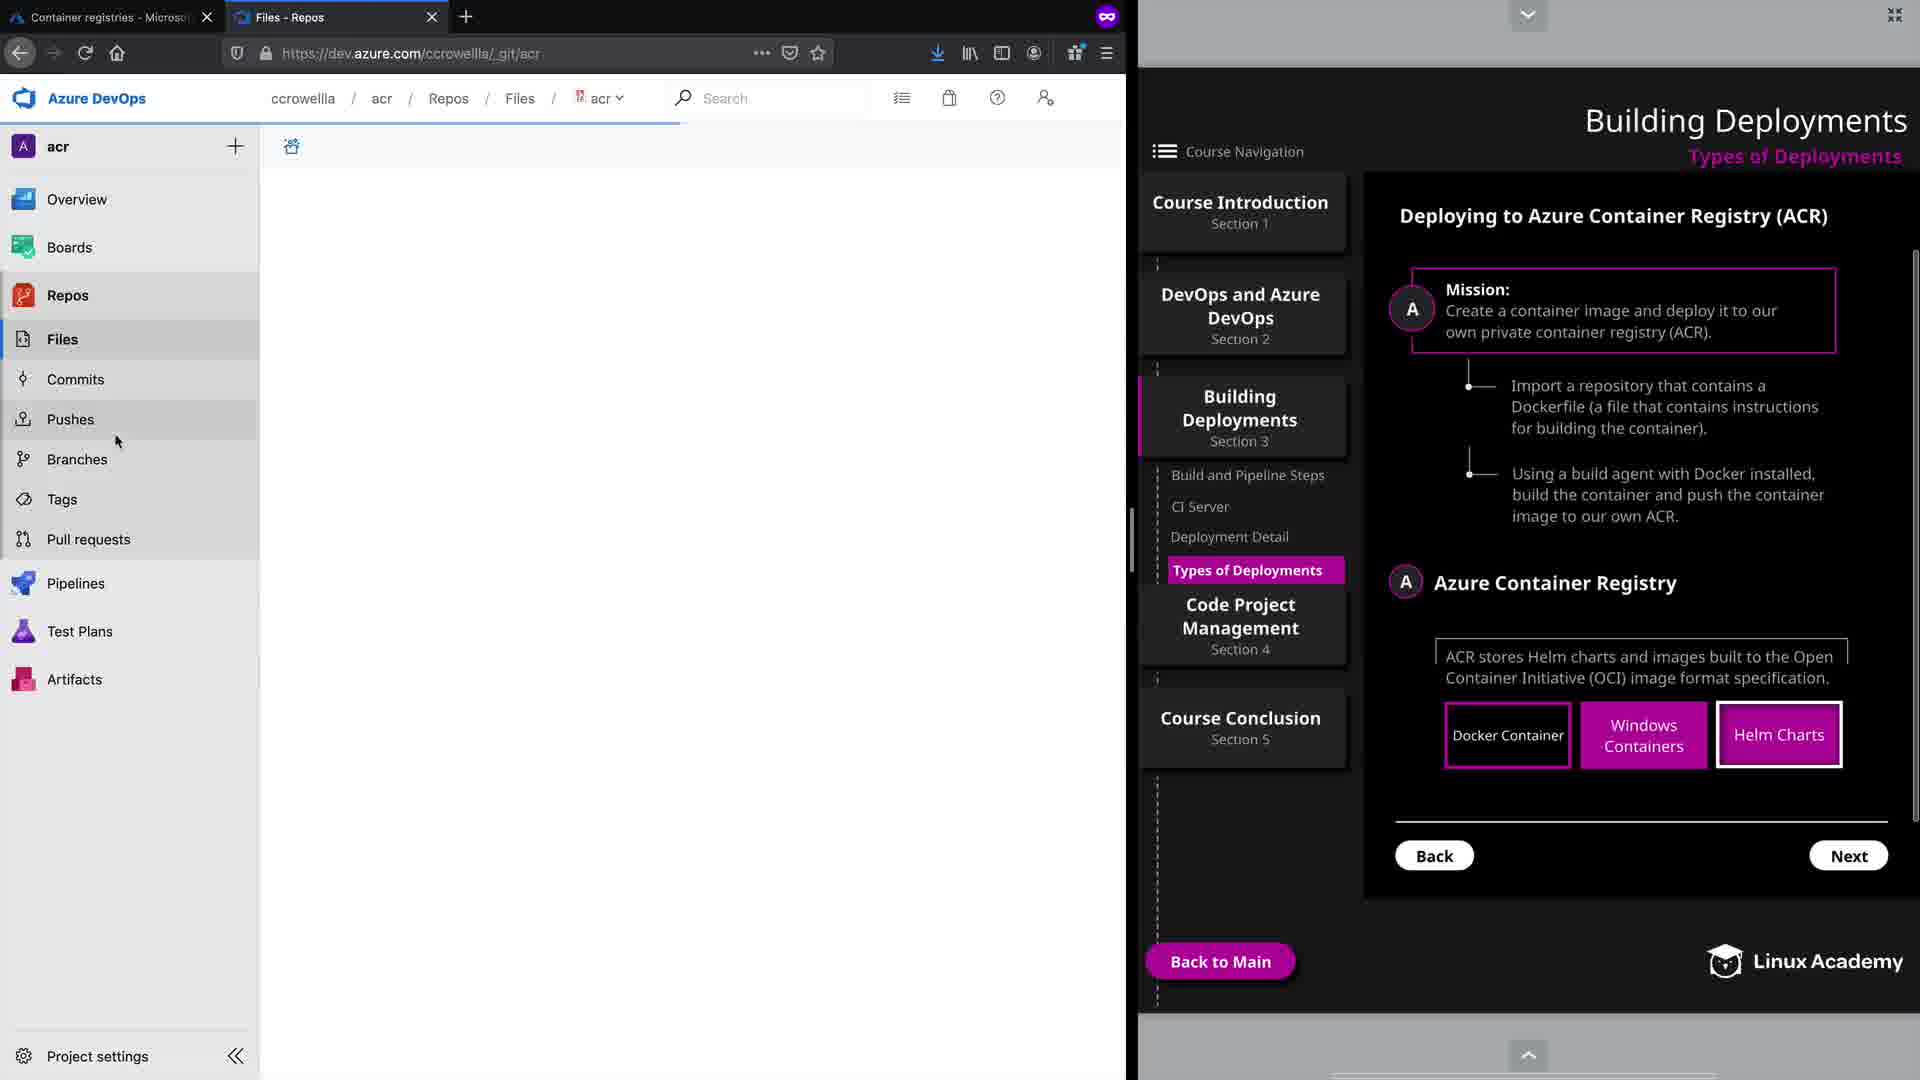 Container registries - Microso
Files - Repos
https://dev.azure.com/ccrowellla/_git/acr
Azure DevOps
ccrowellla / acr / Repos / Files / acr
Search
A acr
Overview
Boards
Repos
Files
Commits
Pushes
Branches
Tags
Pull requests
Pipelines
Test Plans
Artifacts
Project settings
Building Deployments
Types of Deployments
Course Navigation
Course Introduction
Section 1
DevOps and Azure
DevOps
Section 2
Building
Deployments
Section 3
Build and Pipeline Steps
CI Server
Deployment Detail
Types of Deployments
Code Project
Management
Section 4
Course Conclusion
Section 5
Back to Main
Deploying to Azure Container Registry (ACR)
A
Mission:
Create a container image and deploy it to our
own private container registry (ACR).
Import a repository that contains a
Dockerfile (a file that contains instructions
for building the container).
Using a build agent with Docker installed,
build the container and push the container
image to our own ACR.
A Azure Container Registry
ACR stores Helm charts and images built to the Open
Container Initiative (OCI) image format specification.
Docker Container
Windows
Containers
Helm Charts
Back
Next
Linux Academy